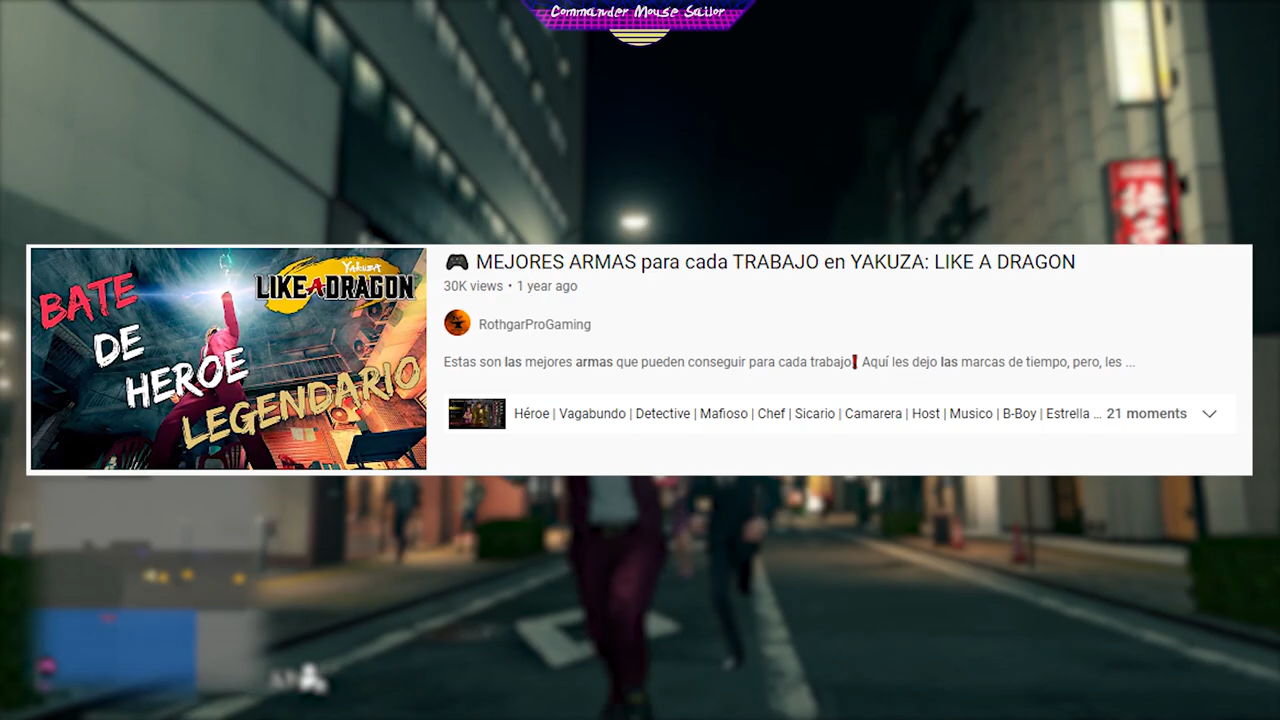 Commander Mouse Sailor
BATE
DE
HEROE
LEGENDARIO
Yakuza
LIKE A DRAGON
🎮 MEJORES ARMAS para cada TRABAJO en YAKUZA: LIKE A DRAGON
30K views • 1 year ago
RothgarProGaming
Estas son las mejores armas que pueden conseguir para cada trabajo❗ Aquí les dejo las marcas de tiempo, pero, les ...
Héroe | Vagabundo | Detective | Mafioso | Chef | Sicario | Camarera | Host | Musico | B-Boy | Estrella ... 21 moments